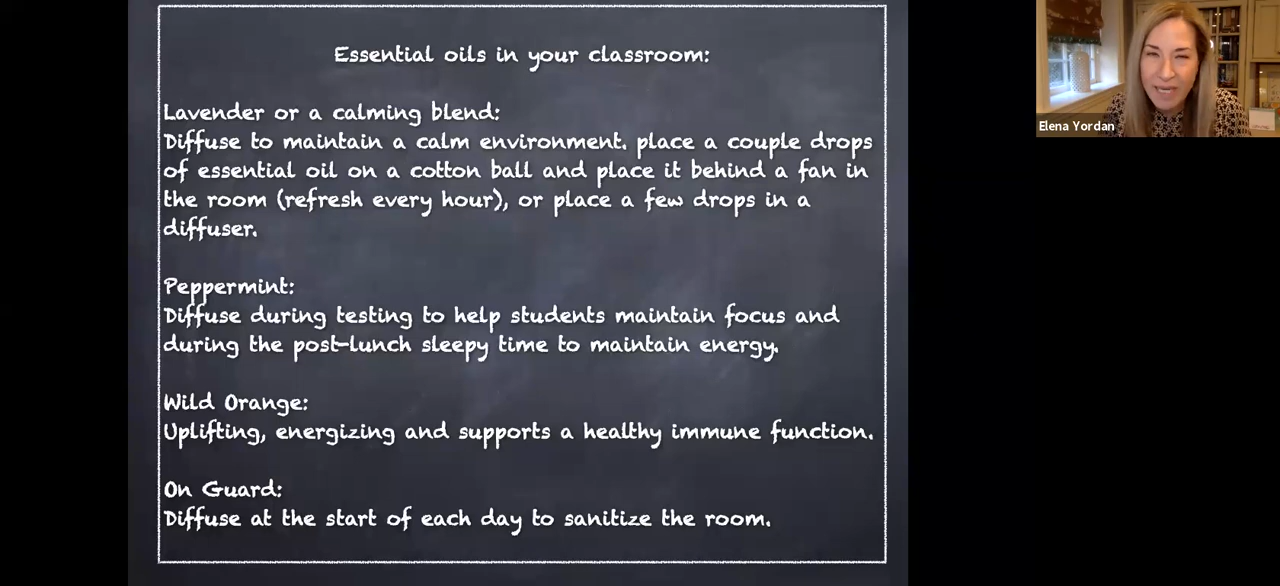 Essential oils in your classroom:
Lavender or a calming blend:
Diffuse to maintain a calm environment. place a couple drops
of essential oil on a cotton ball and place it behind a fan in
the room (refresh every hour), or place a few drops in a
diffuser.
Peppermint:
Diffuse during testing to help students maintain focus and
during the post-lunch sleepy time to maintain energy.
Wild Orange:
Uplifting, energizing and supports a healthy immune function.
On Guard:
Diffuse at the start of each day to sanitize the room.
Elena Yordan